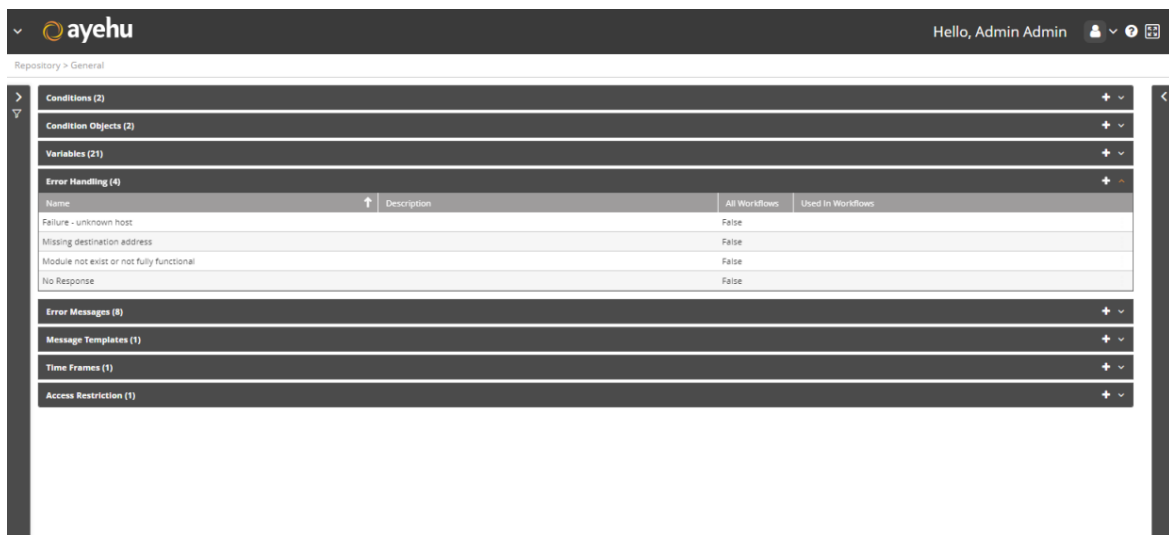 ayehu
Hello, Admin Admin
Repository > General
Conditions (2)
Condition Objects (2)
Variables (21)
Error Handling (4)
Name Description All Workflows Used In Workflows
Failure - unknown host False
Missing destination address False
Module not exist or not fully functional False
No Response False
Error Messages (8)
Message Templates (1)
Time Frames (1)
Access Restriction (1)